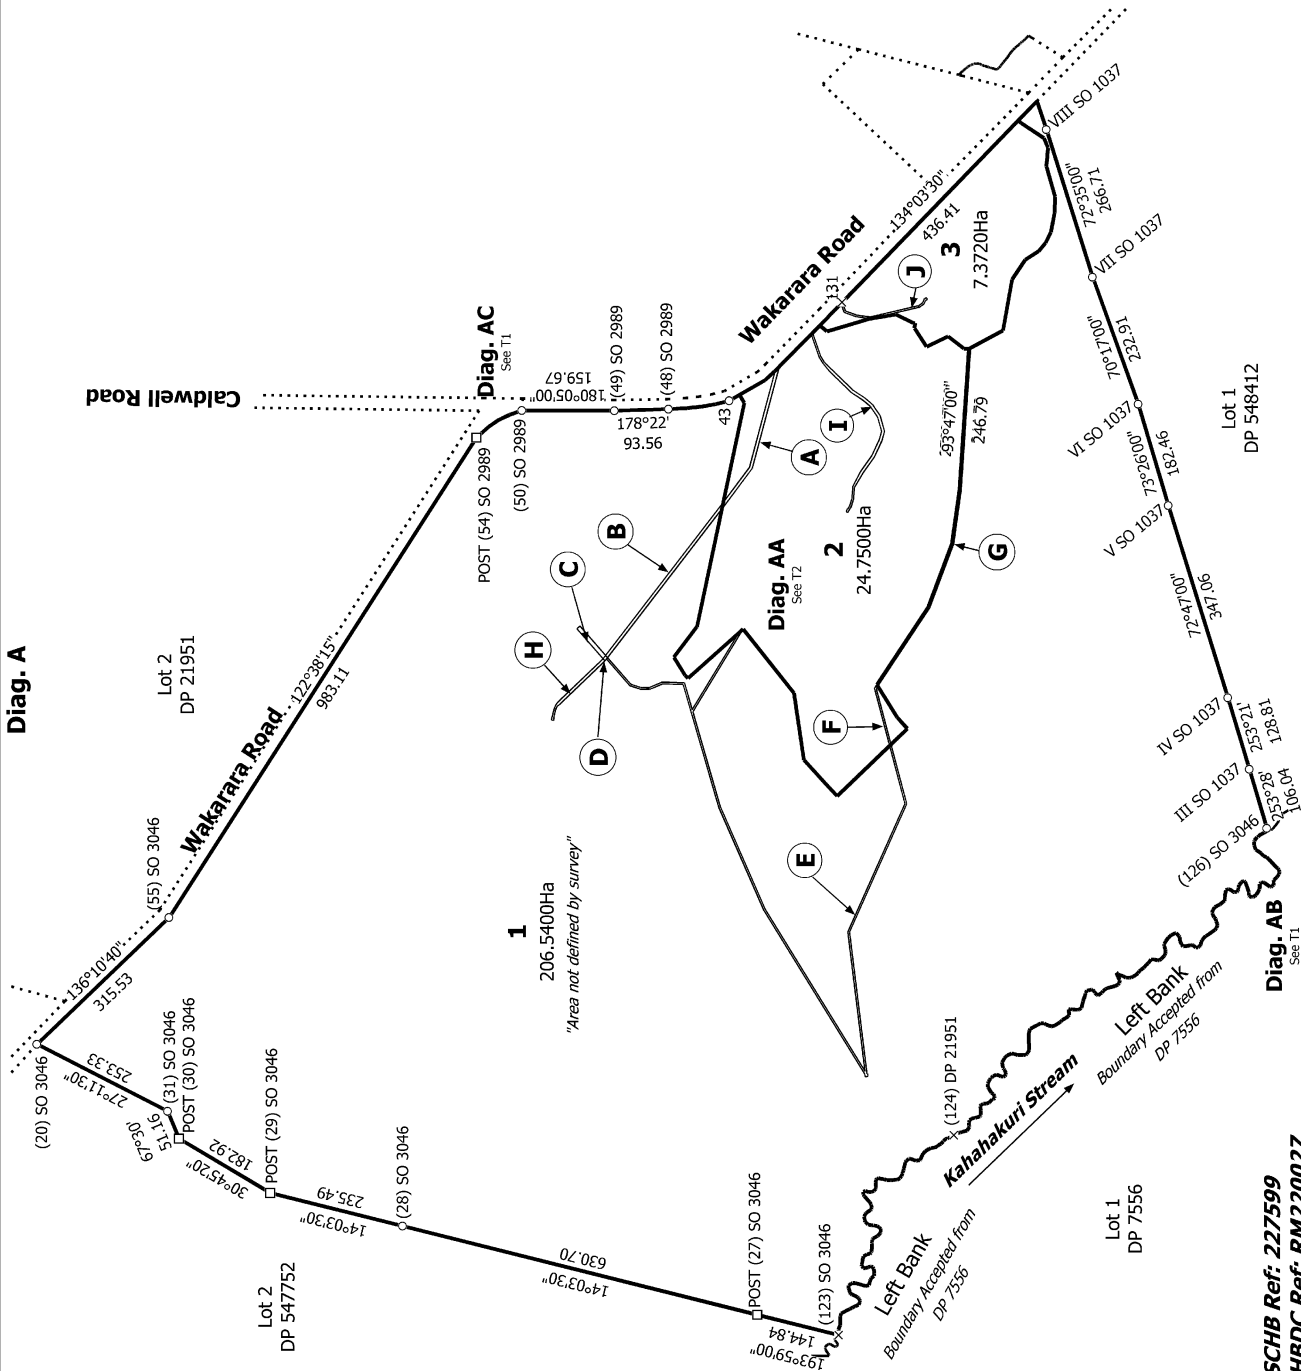 Diag. A
Lot 2
DP 21951
Wakarara Road
122°38'15"
983.11
136°10'40"
315.53
(20) SO 3046
(55) SO 3046
253.33
27°11'30"
(31) SO 3046
POST (30) SO 3046
51.16
67°30'
182.92
30°45'20"
POST (29) SO 3046
235.49
14°03'30"
(28) SO 3046
630.70
14°03'30"
POST (27) SO 3046
144.84
193°59'00"
(123) SO 3046
Lot 2
DP 547752
1
206.5400Ha
"Area not defined by survey"
Caldwell Road
Diag. AC
See T1
POST (54) SO 2989
(50) SO 2989
180°05'00"
159.67
(49) SO 2989
(48) SO 2989
178°22'
93.56
43
Wakarara Road
131
134°03'30"
436.41
3
7.3720Ha
J
I
A
B
C
H
D
Diag. AA
See T2
2
24.7500Ha
293°47'00"
246.79
G
F
E
VIII SO 1037
72°35'00"
266.71
VII SO 1037
70°17'00"
232.91
VI SO 1037
73°26'00"
182.46
V SO 1037
72°47'00"
347.06
IV SO 1037
253°21'
128.81
III SO 1037
253°28'
106.04
(126) SO 3046
Lot 1
DP 548412
Diag. AB
See T1
Left Bank
Boundary Accepted from
DP 7556
(124) DP 21951
Kahahakuri Stream
Left Bank
Boundary Accepted from
DP 7556
Lot 1
DP 7556
SCHB Ref: 227599
HBDC Ref: RM220027